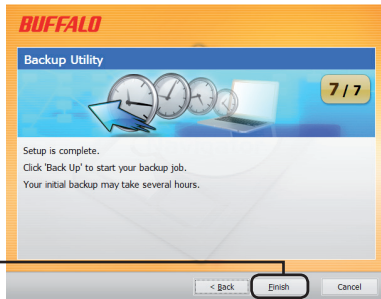 BUFFALO
Backup Utility
7 / 7
Setup is complete.
Click 'Back Up' to start your backup job.
Your initial backup may take several hours.
< Back Finish Cancel